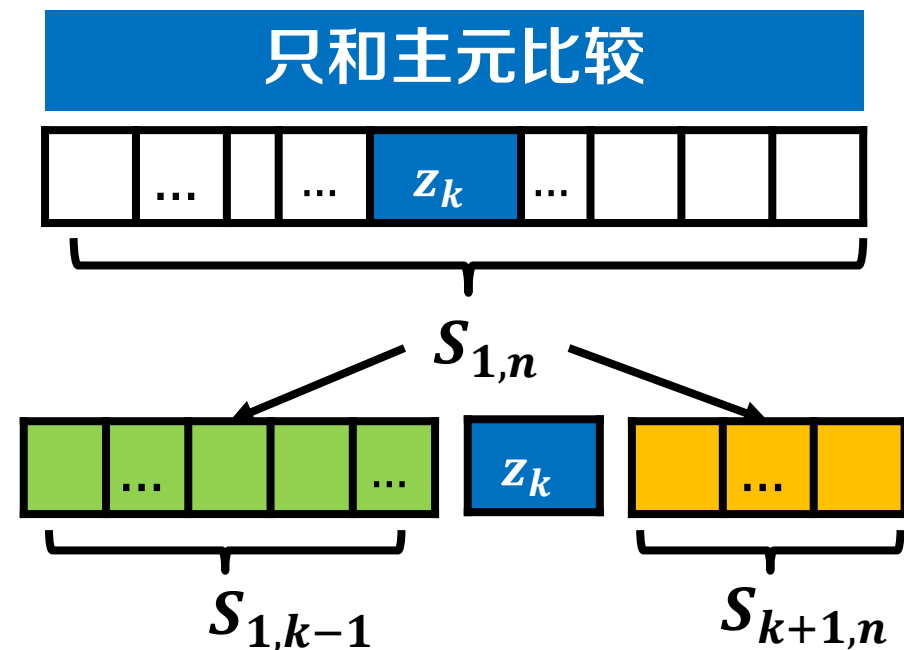 只和主元比较
... ... z_k ...
S_{1,n}
... ... z_k ...
S_{1,k-1} S_{k+1,n}